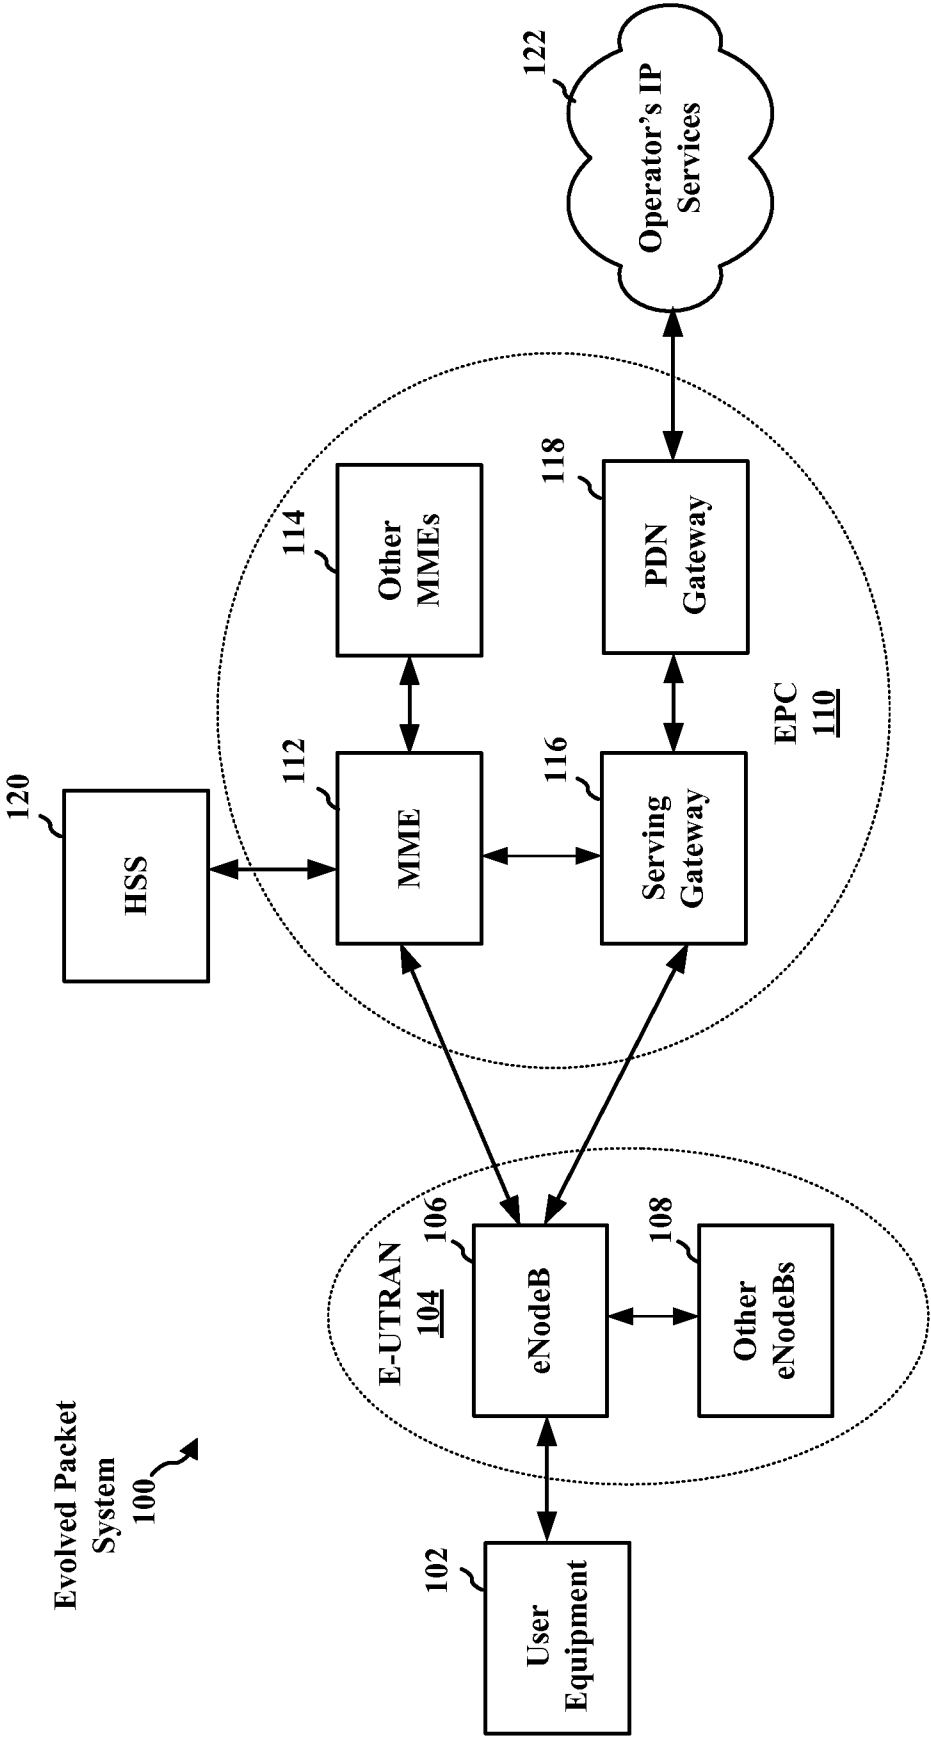 Evolved Packet
System
100
120
HSS
112
MME
114
Other
MMEs
E-UTRAN
104
106
eNodeB
102
User
Equipment
108
Other
eNodeBs
116
Serving
Gateway
118
PDN
Gateway
EPC
110
122
Operator's IP
Services